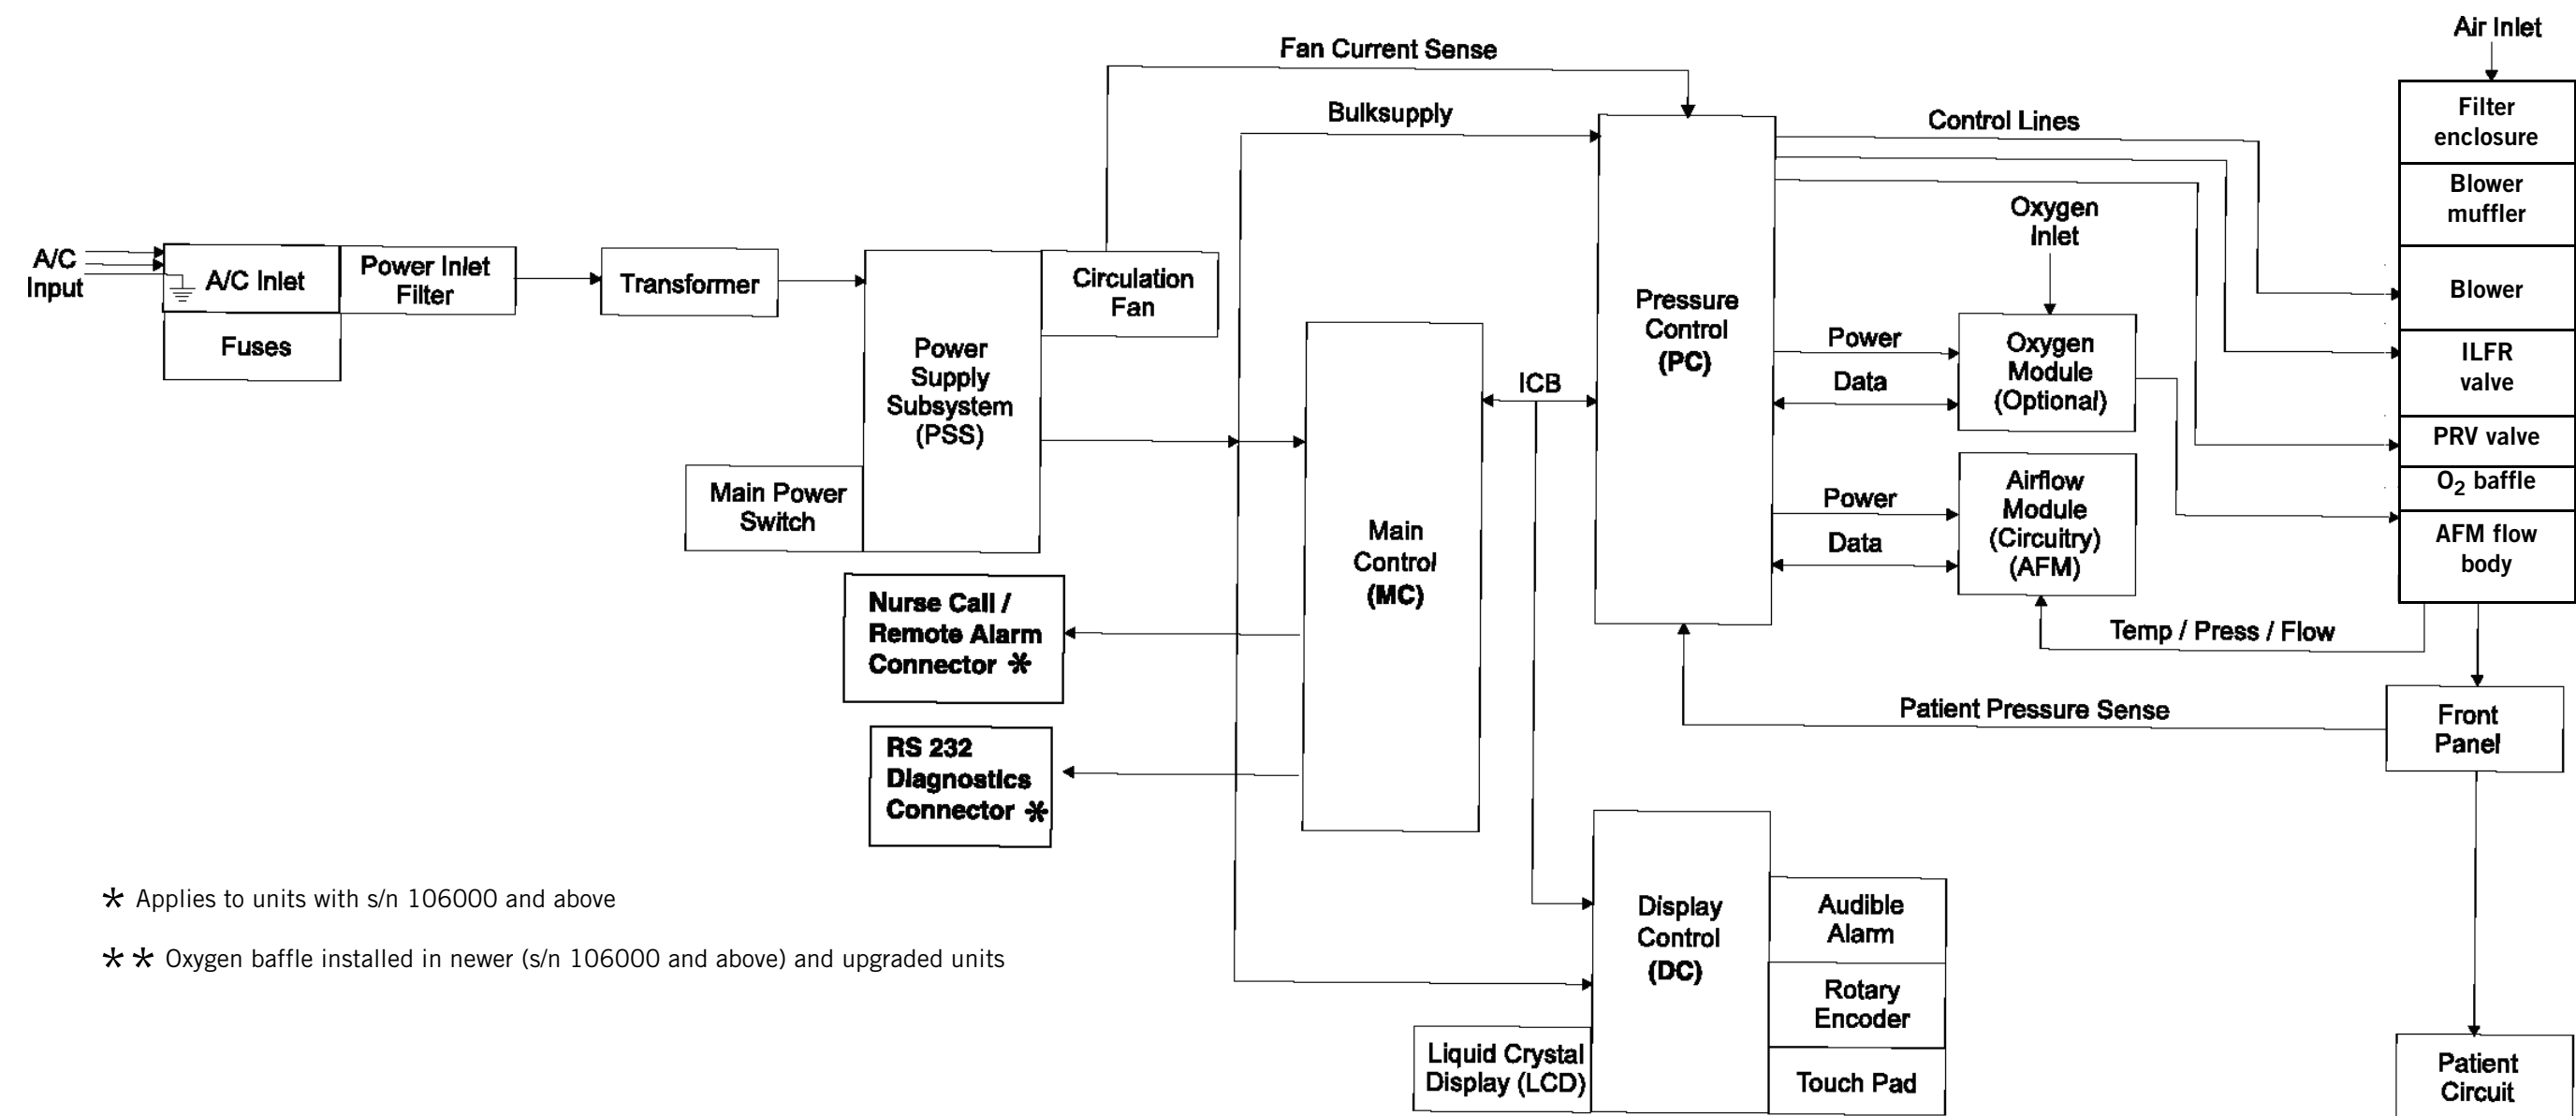 Air Inlet
Fan Current Sense
Bulksupply
Control Lines
Filter
enclosure
Blower
muffler
Blower
ILFR
valve
PRV valve
O2 baffle
AFM flow
body
A/C
Input
A/C Inlet
Power Inlet
Filter
Fuses
Transformer
Power
Supply
Subsystem
(PSS)
Circulation
Fan
Main Power
Switch
Nurse Call /
Remote Alarm
Connector *
RS 232
Diagnostics
Connector *
Main
Control
(MC)
ICB
Pressure
Control
(PC)
Oxygen
Inlet
Power
Data
Oxygen
Module
(Optional)
Power
Data
Airflow
Module
(Circuitry)
(AFM)
Temp / Press / Flow
Patient Pressure Sense
Front
Panel
Display
Control
(DC)
Audible
Alarm
Rotary
Encoder
Touch Pad
Liquid Crystal
Display (LCD)
Patient
Circuit
* Applies to units with s/n 106000 and above
* * Oxygen baffle installed in newer (s/n 106000 and above) and upgraded units